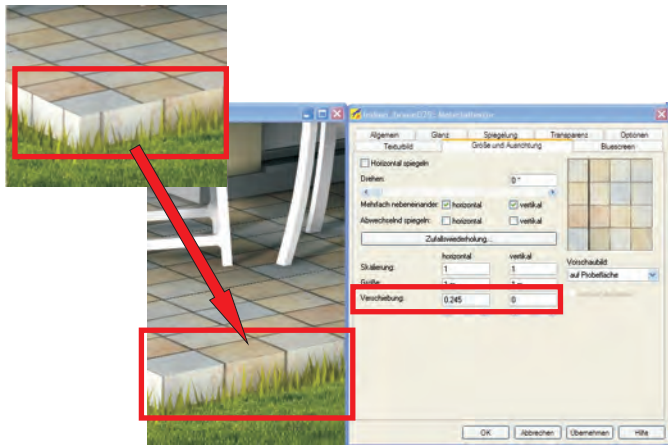 Allgemein Glanz Spiegelung Transparenz Optionen
Texturbild Größe und Ausrichtung Bluescreen
Horizontal spiegeln
Drehen: 0 °
Mehrfach nebeneinander: horizontal vertikal
Abwechselnd spiegeln: horizontal vertikal
Zufallswiederholung...
horizontal vertikal
Skalierung: 1 1
Größe:
Verschiebung: 0.245 0
Vorschaubild
auf Probefläche
OK Abbrechen Übernehmen Hilfe